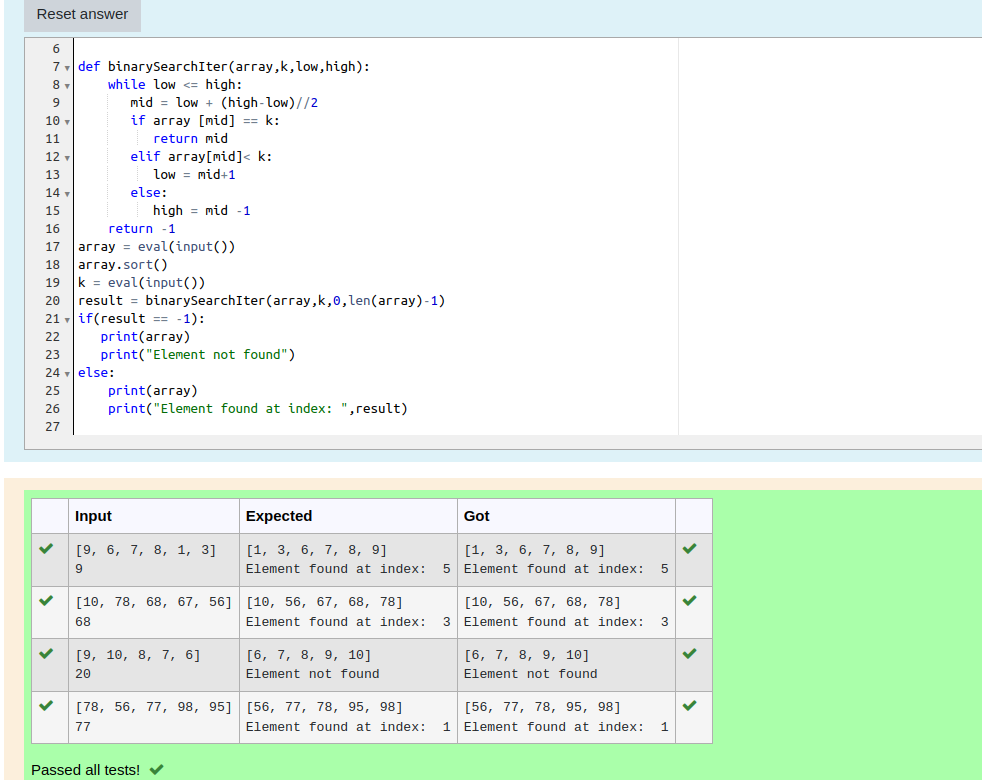 Reset answer
6
7 def binarySearchIter(array,k,low,high):
8     while low <= high:
9        mid = low + (high-low)//2
10        if array [mid] == k:
11           return mid
12        elif array[mid]< k:
13           low = mid+1
14        else:
15           high = mid -1
16     return -1
17 array = eval(input())
18 array.sort()
19 k = eval(input())
20 result = binarySearchIter(array,k,0,len(array)-1)
21 if(result == -1):
22    print(array)
23    print("Element not found")
24 else:
25     print(array)
26     print("Element found at index: ",result)
27
Input Expected Got
[9, 6, 7, 8, 1, 3] [1, 3, 6, 7, 8, 9] [1, 3, 6, 7, 8, 9]
9 Element found at index:  5 Element found at index:  5
[10, 78, 68, 67, 56] [10, 56, 67, 68, 78] [10, 56, 67, 68, 78]
68 Element found at index:  3 Element found at index:  3
[9, 10, 8, 7, 6] [6, 7, 8, 9, 10] [6, 7, 8, 9, 10]
20 Element not found Element not found
[78, 56, 77, 98, 95] [56, 77, 78, 95, 98] [56, 77, 78, 95, 98]
77 Element found at index:  1 Element found at index:  1
Passed all tests!